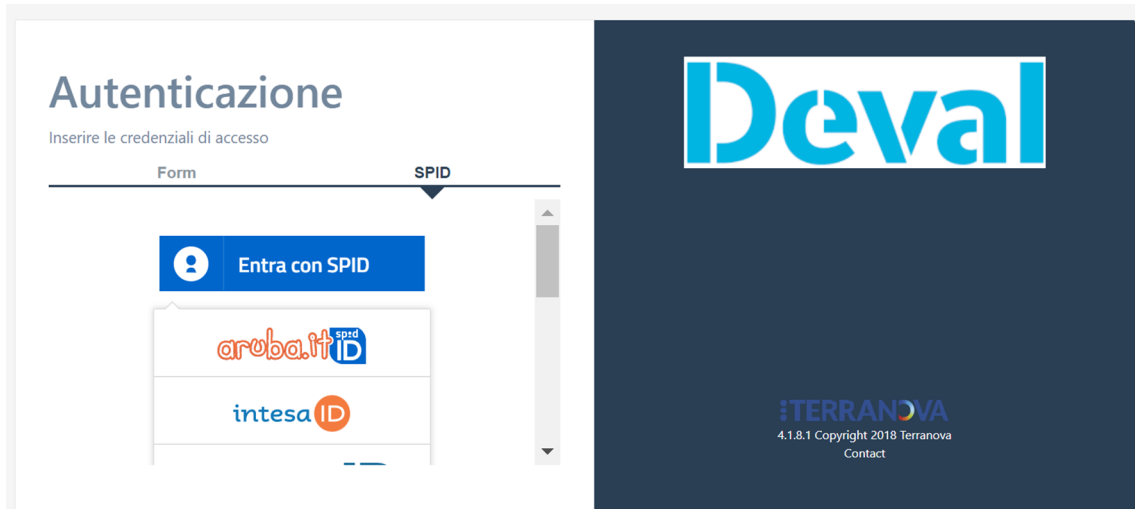 Autenticazione
Inserire le credenziali di accesso
Form SPID
Entra con SPID
aruba.it spid ID
intesa ID
Deval
TERRANOVA
4.1.8.1 Copyright 2018 Terranova
Contact